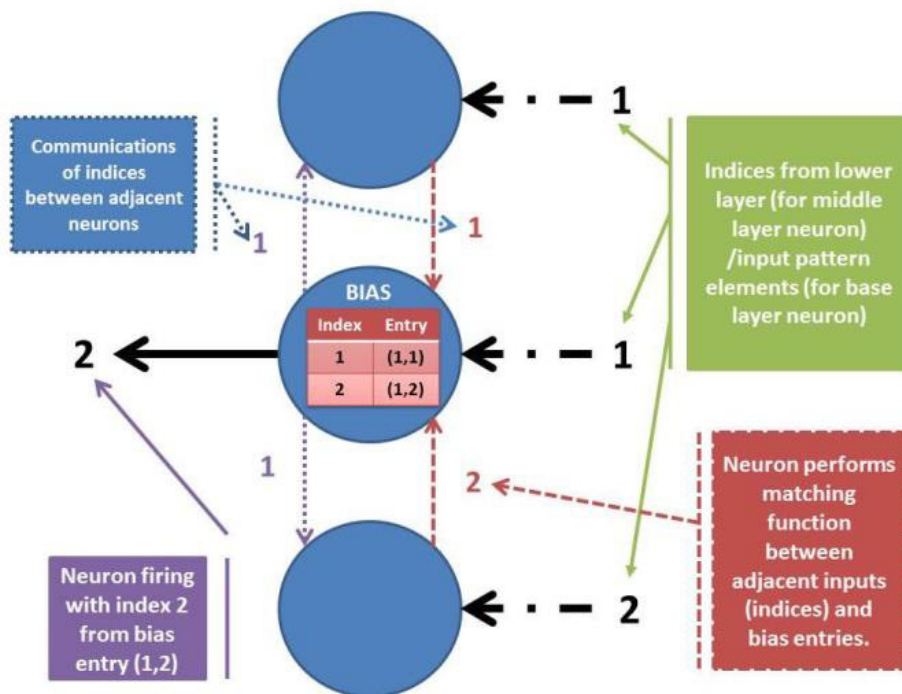 1
Communications
of indices
between adjacent
neurons
Indices from lower
layer (for middle
layer neuron)
/input pattern
elements (for base
layer neuron)
1
1
BIAS
Index Entry
1 (1,1)
2 (1,2)
2
1
1
2
Neuron performs
matching
function
between
adjacent inputs
(indices) and
bias entries.
Neuron firing
with index 2
from bias
entry (1,2)
2